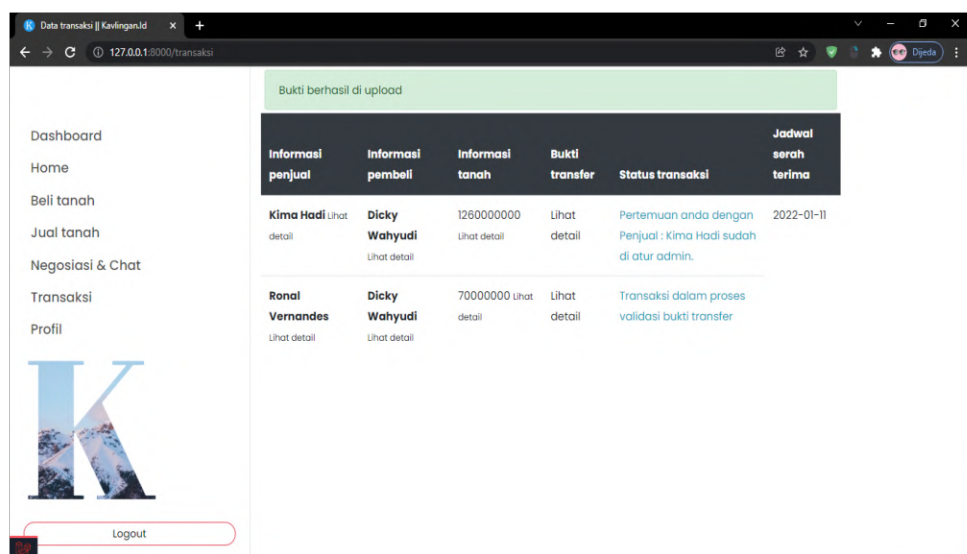 Data transaksi || Kavlingan.Id
127.0.0.1:8000/transaksi
Dijeda
Bukti berhasil di upload
Dashboard
Home
Beli tanah
Jual tanah
Negosiasi & Chat
Transaksi
Profil
K
Logout
Informasi penjual
Informasi pembeli
Informasi tanah
Bukti transfer
Status transaksi
Jadwal serah terima
Kima Hadi Lihat detail
Dicky Wahyudi Lihat detail
1260000000 Lihat detail
Lihat detail
Pertemuan anda dengan
Penjual : Kima Hadi sudah
di atur admin.
2022-01-11
Ronal Vernandes Lihat detail
Dicky Wahyudi Lihat detail
70000000 Lihat detail
Lihat detail
Transaksi dalam proses
validasi bukti transfer